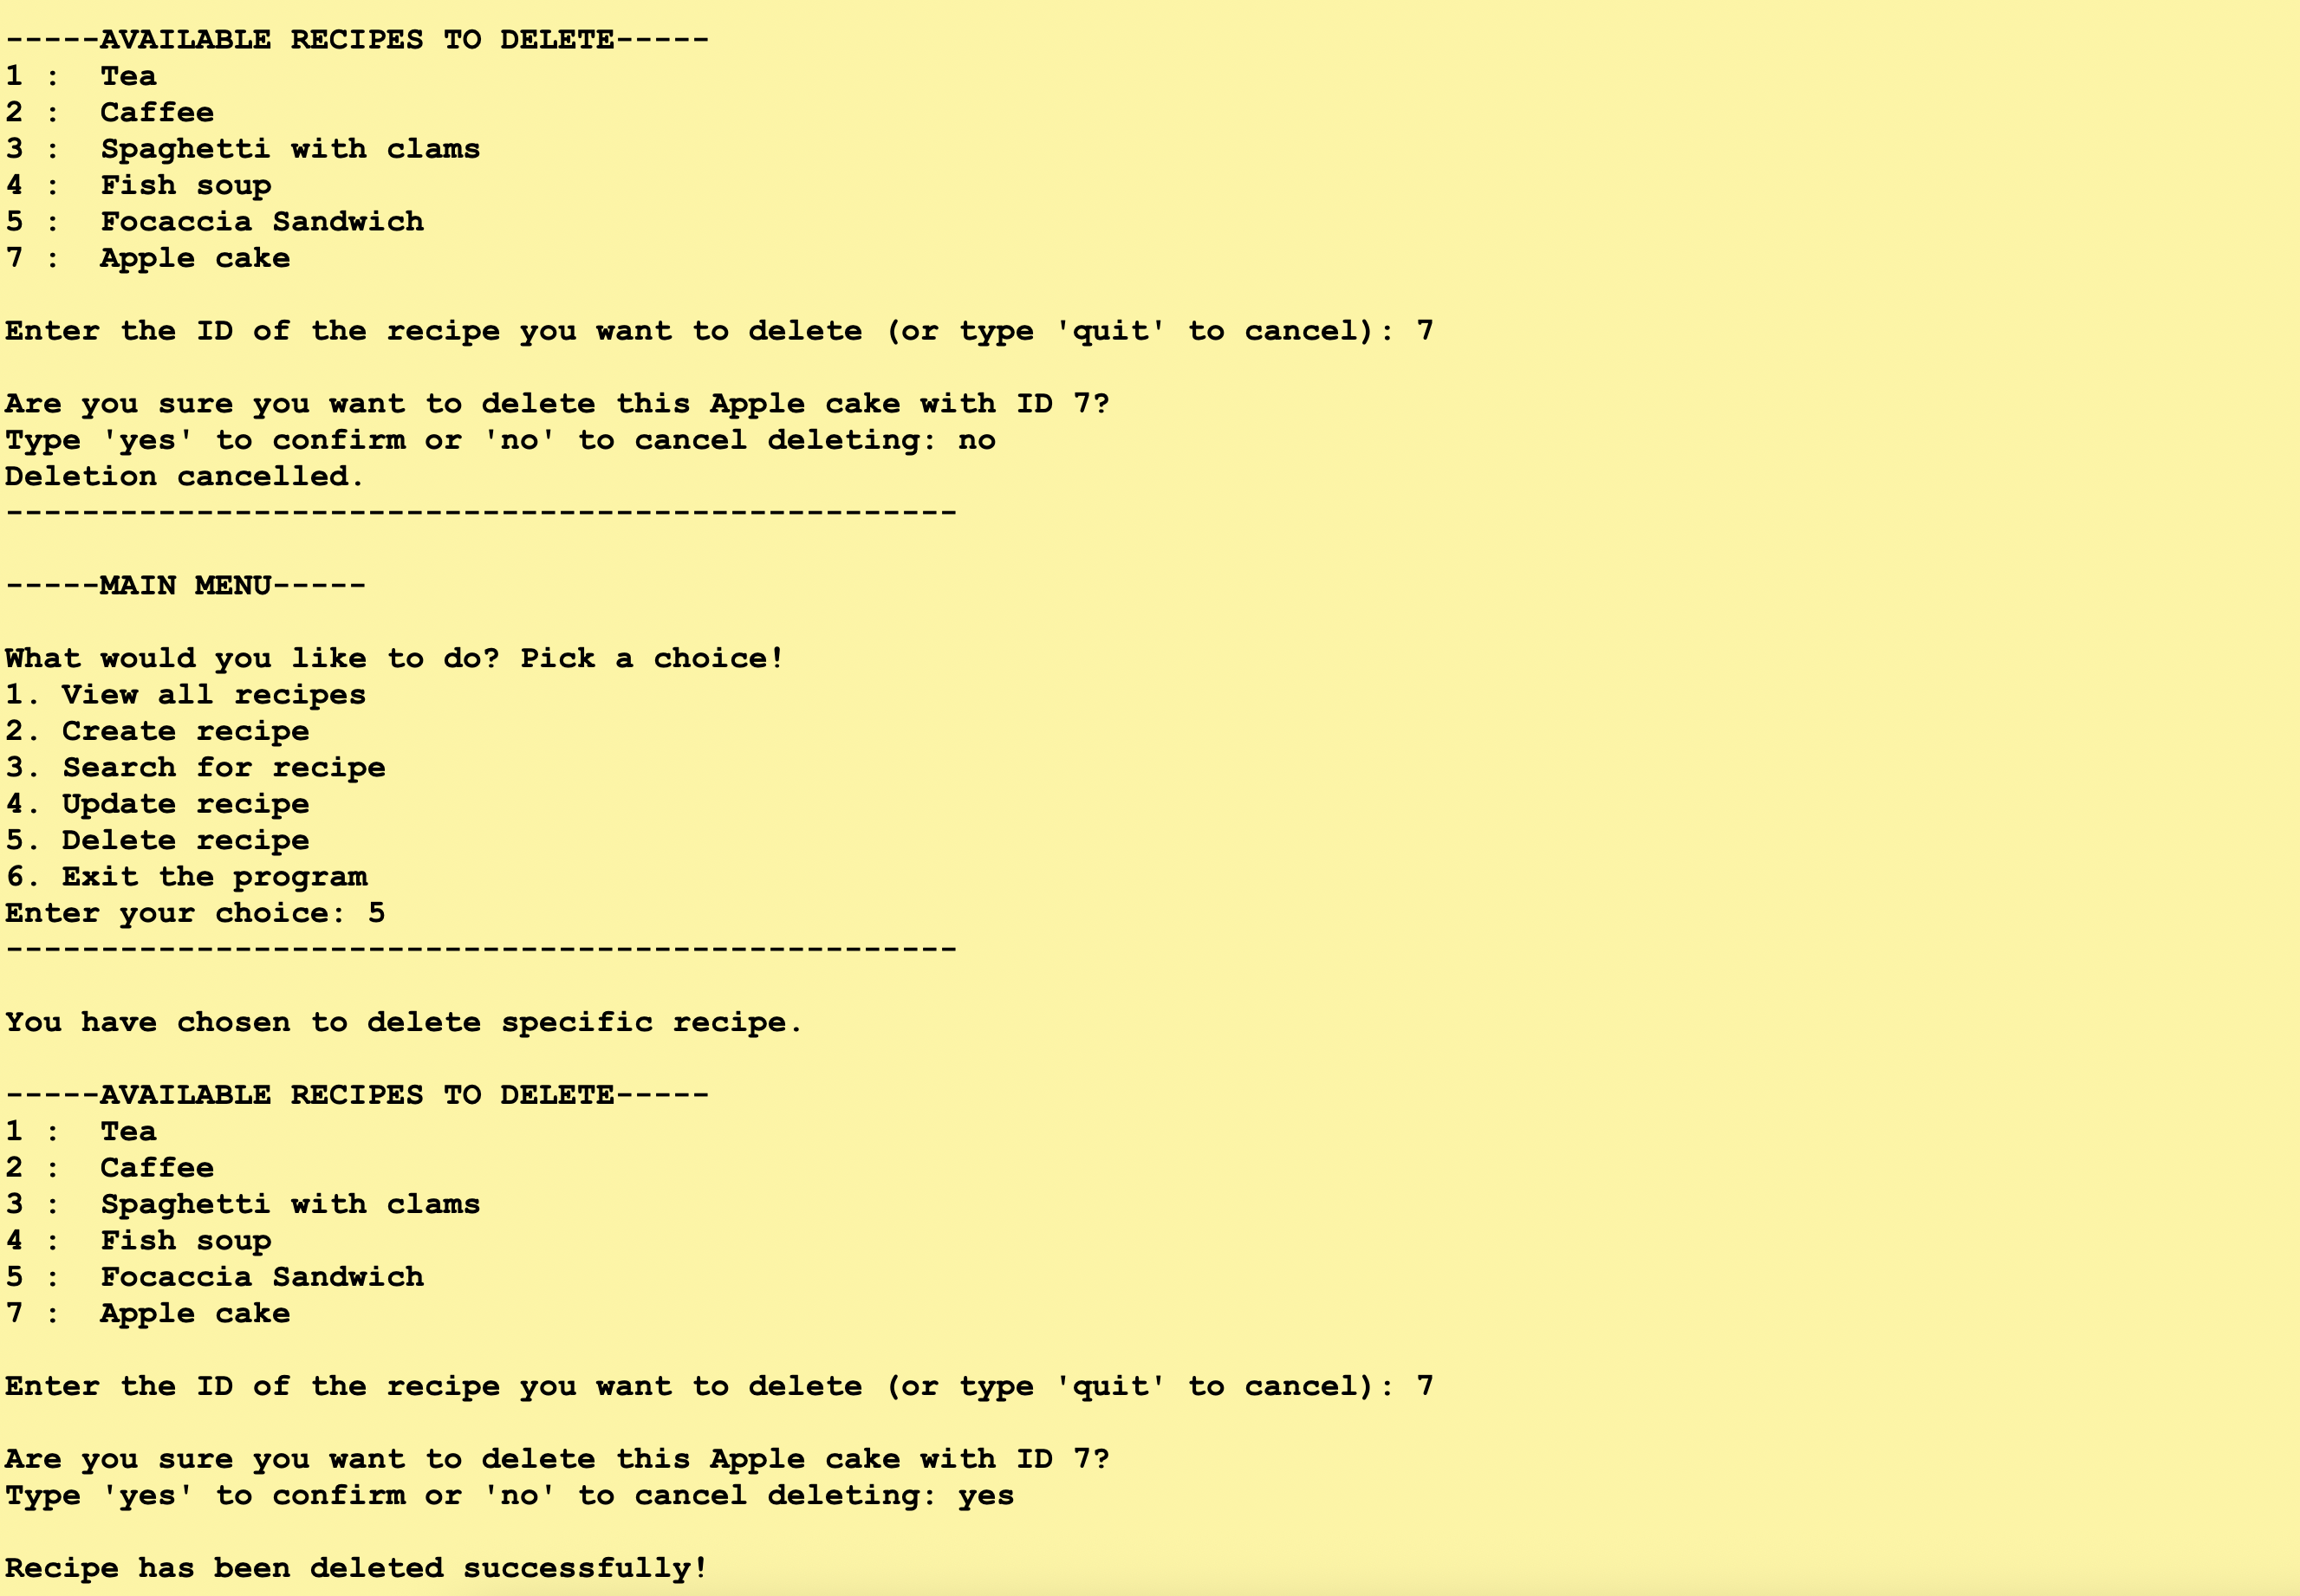 -----AVAILABLE RECIPES TO DELETE-----
1 :  Tea
2 :  Caffee
3 :  Spaghetti with clams
4 :  Fish soup
5 :  Focaccia Sandwich
7 :  Apple cake
Enter the ID of the recipe you want to delete (or type 'quit' to cancel): 7
Are you sure you want to delete this Apple cake with ID 7?
Type 'yes' to confirm or 'no' to cancel deleting: no
Deletion cancelled.
--------------------------------------------------
-----MAIN MENU-----
What would you like to do? Pick a choice!
1. View all recipes
2. Create recipe
3. Search for recipe
4. Update recipe
5. Delete recipe
6. Exit the program
Enter your choice: 5
--------------------------------------------------
You have chosen to delete specific recipe.
-----AVAILABLE RECIPES TO DELETE-----
1 :  Tea
2 :  Caffee
3 :  Spaghetti with clams
4 :  Fish soup
5 :  Focaccia Sandwich
7 :  Apple cake
Enter the ID of the recipe you want to delete (or type 'quit' to cancel): 7
Are you sure you want to delete this Apple cake with ID 7?
Type 'yes' to confirm or 'no' to cancel deleting: yes
Recipe has been deleted successfully!